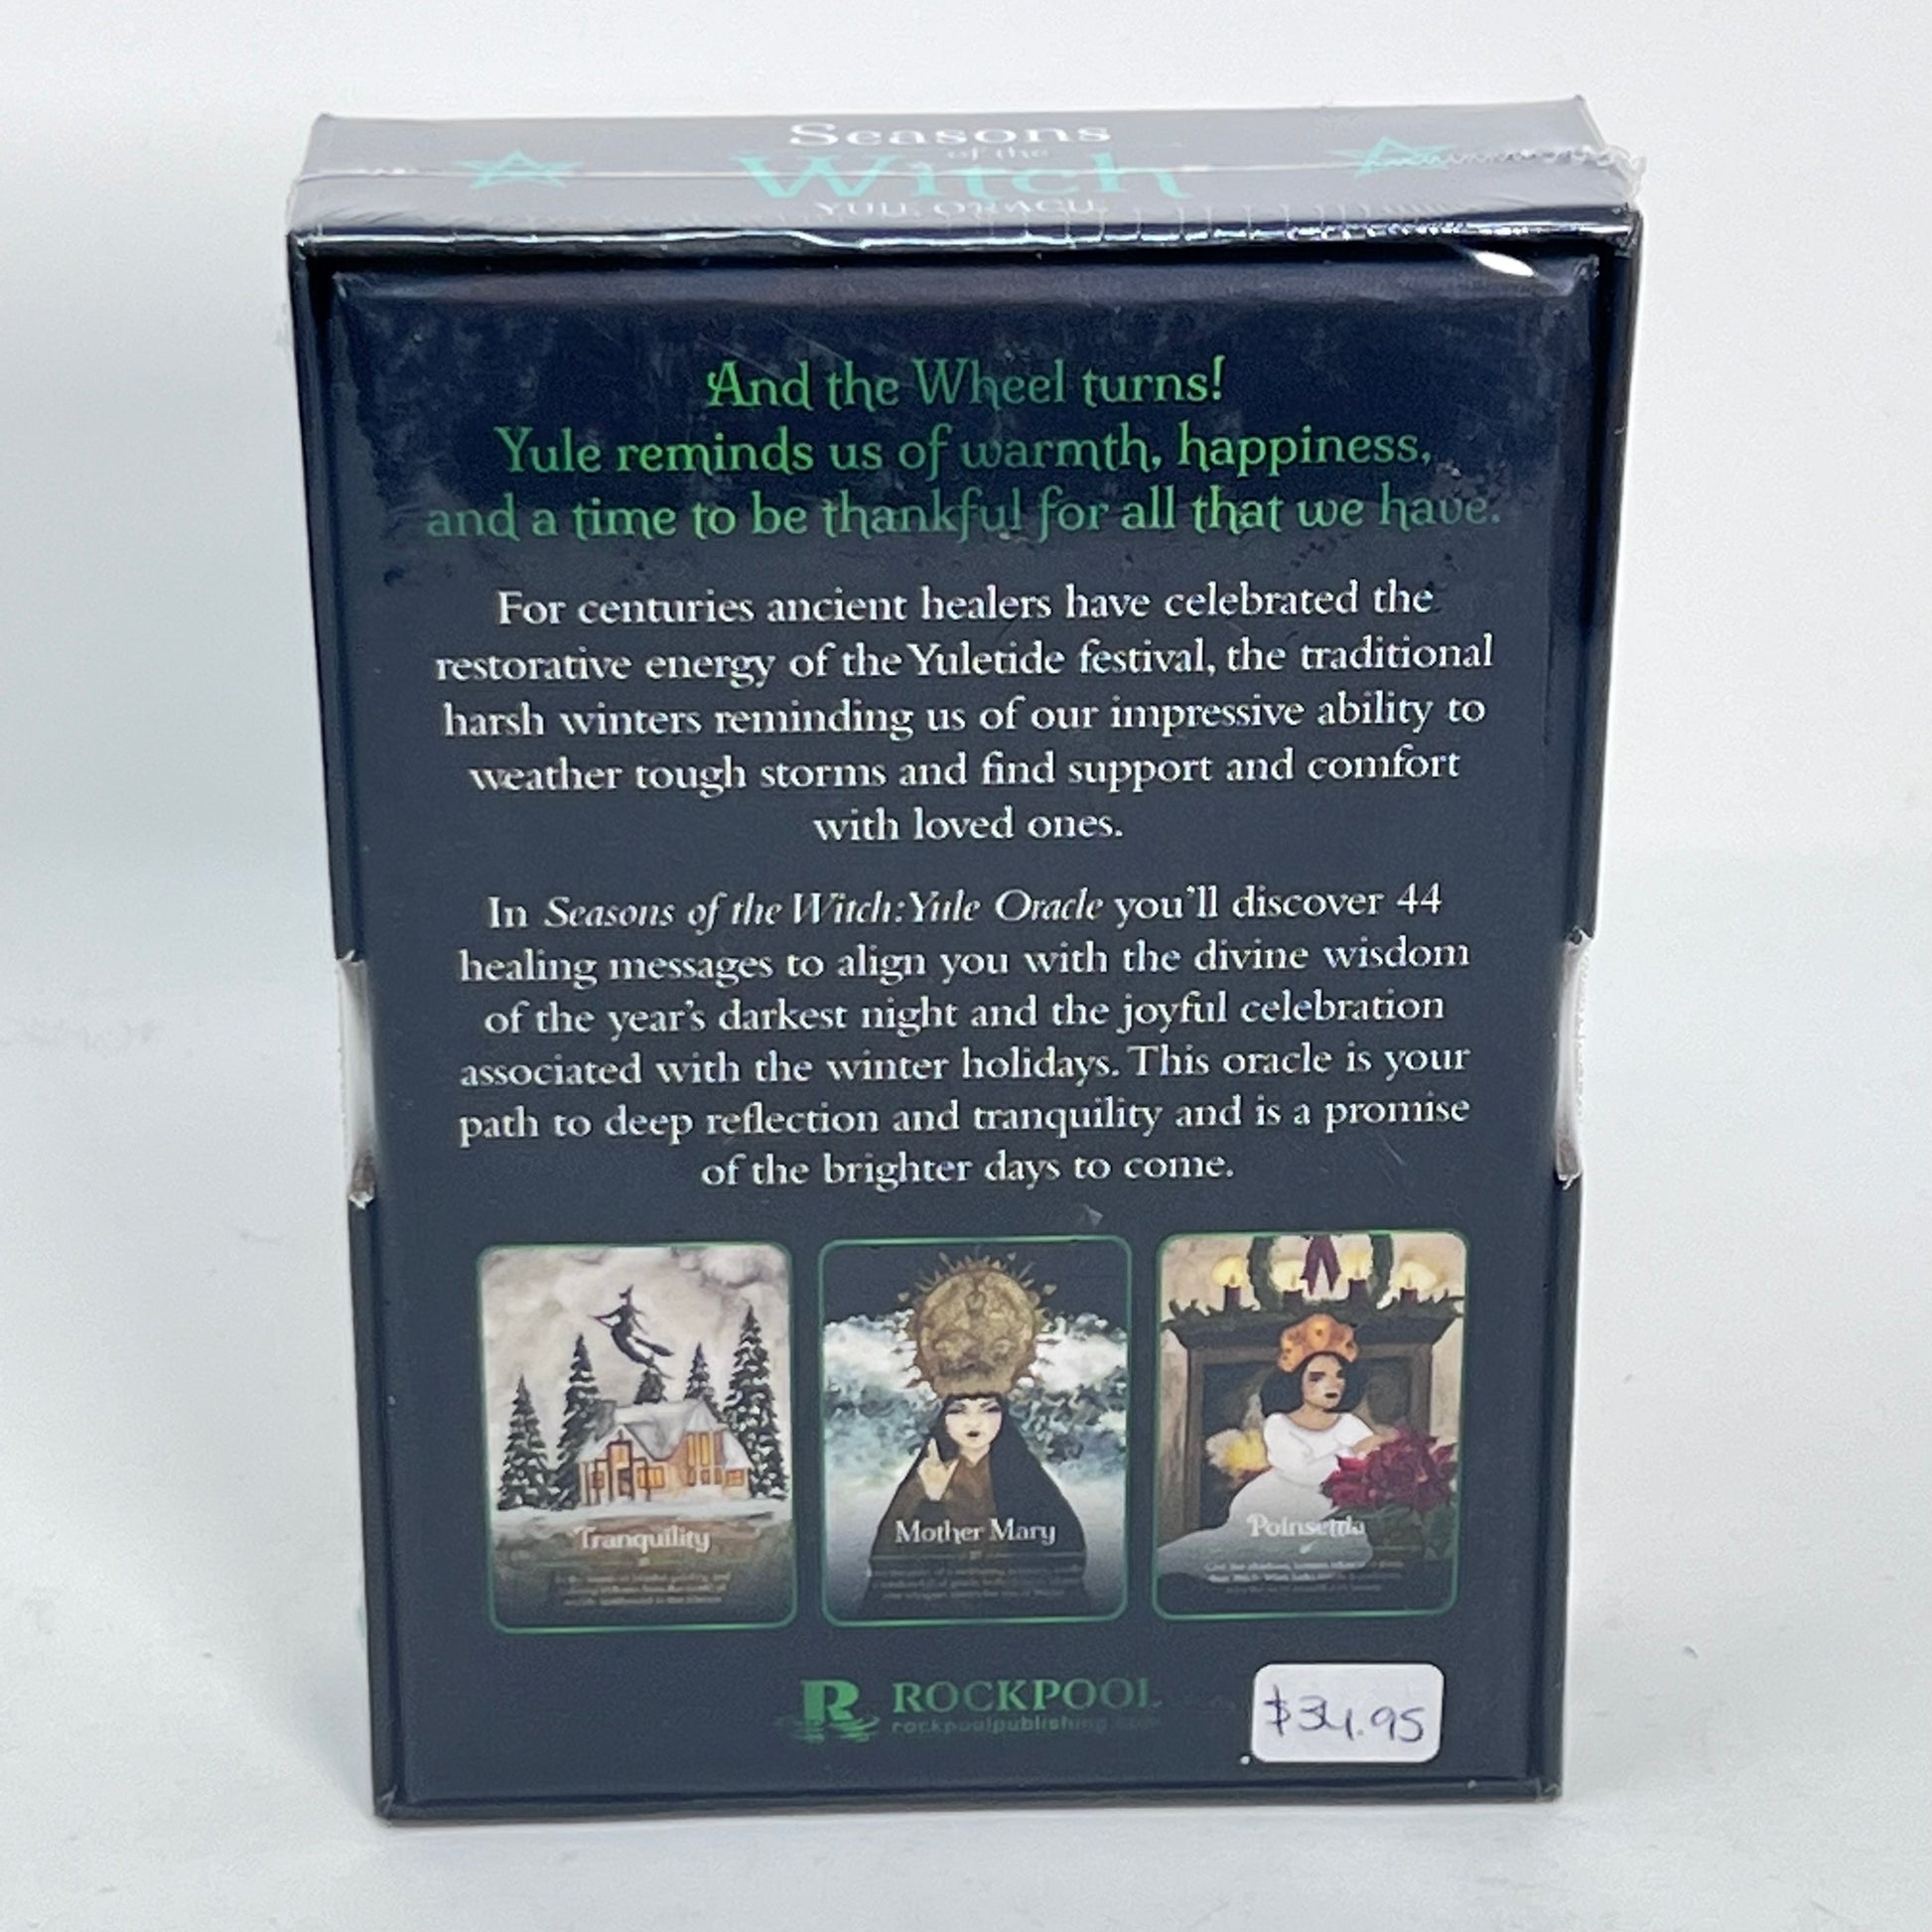 Seasons
of the
Witch
YULE ORACLE
And the Wheel turns!
Yule reminds us of warmth, happiness,
and a time to be thankful for all that we have.
For centuries ancient healers have celebrated the
restorative energy of the Yuletide festival, the traditional
harsh winters reminding us of our impressive ability to
weather tough storms and find support and comfort
with loved ones.
In Seasons of the Witch: Yule Oracle you'll discover 44
healing messages to align you with the divine wisdom
of the year's darkest night and the joyful celebration
associated with the winter holidays. This oracle is your
path to deep reflection and tranquility and is a promise
of the brighter days to come.
Tranquility
Mother Mary
Poinsettia
R ROCKPOOL
rockpoolpublishing.com
$34.95